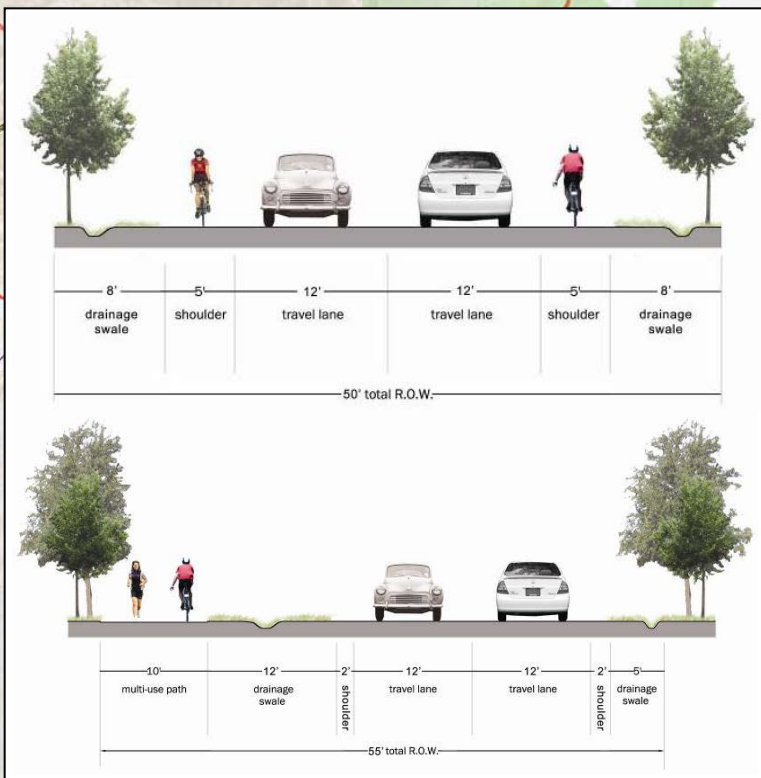 8' 5' 12' 12' 5' 8'
drainage swale shoulder travel lane travel lane shoulder drainage swale
50' total R.O.W.
10' 12' 2' 12' 12' 2' 5'
multi-use path drainage swale shoulder travel lane travel lane shoulder drainage swale
55' total R.O.W.